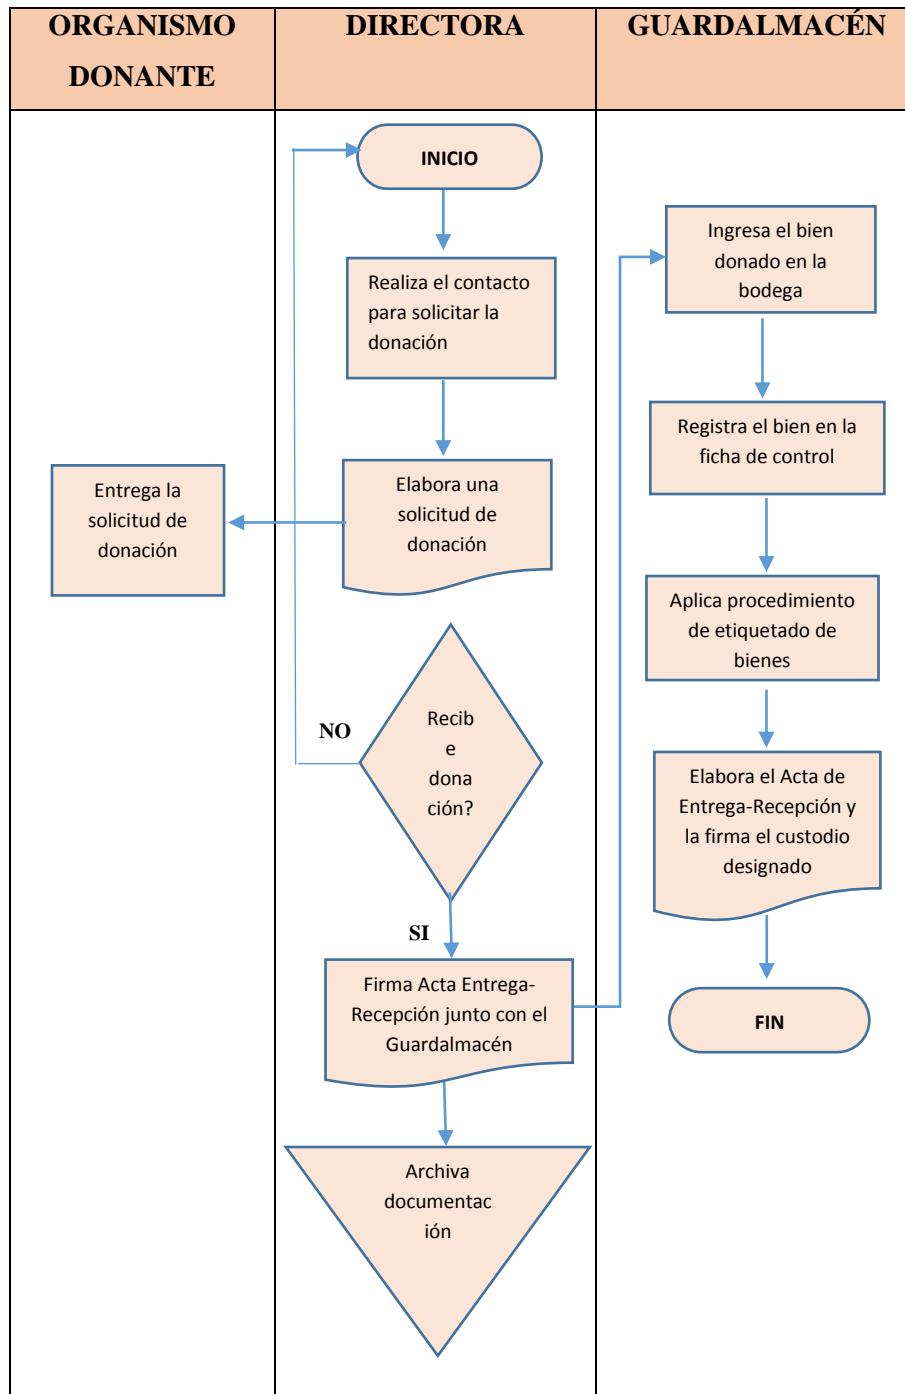 ORGANISMO
DONANTE
DIRECTORA
GUARDALMACÉN
INICIO
Realiza el contacto
para solicitar la
donación
Elabora una
solicitud de
donación
Entrega la
solicitud de
donación
Recib
e
dona
ción?
NO
SI
Firma Acta Entrega-
Recepción junto con el
Guardalmacén
Archiva
documentac
ión
Ingresa el bien
donado en la
bodega
Registra el bien en la
ficha de control
Aplica procedimiento
de etiquetado de
bienes
Elabora el Acta de
Entrega-Recepción y
la firma el custodio
designado
FIN